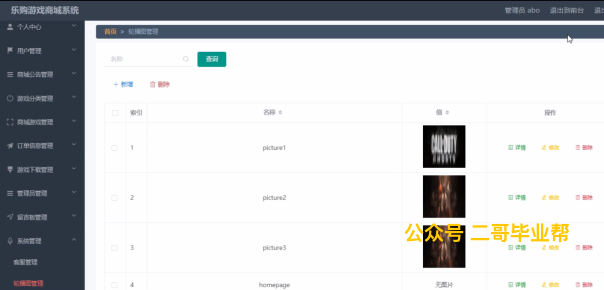 乐购游戏商城系统
管理员 abo 退出到前台 退出
个人中心
用户管理
商城公告管理
游戏分类管理
商城游戏管理
订单信息管理
游戏下载管理
管理员管理
留言板管理
系统管理
客服管理
轮播图管理
首页 轮播图管理
名称 查询
+ 新增 删除
索引 名称 值 操作
1 picture1 CALL OF DUTY 详情 修改 删除
2 picture2 详情 修改 删除
3 picture3 详情 修改 删除
4 homepage 无图片 详情 修改 删除
公众号 二哥毕业帮